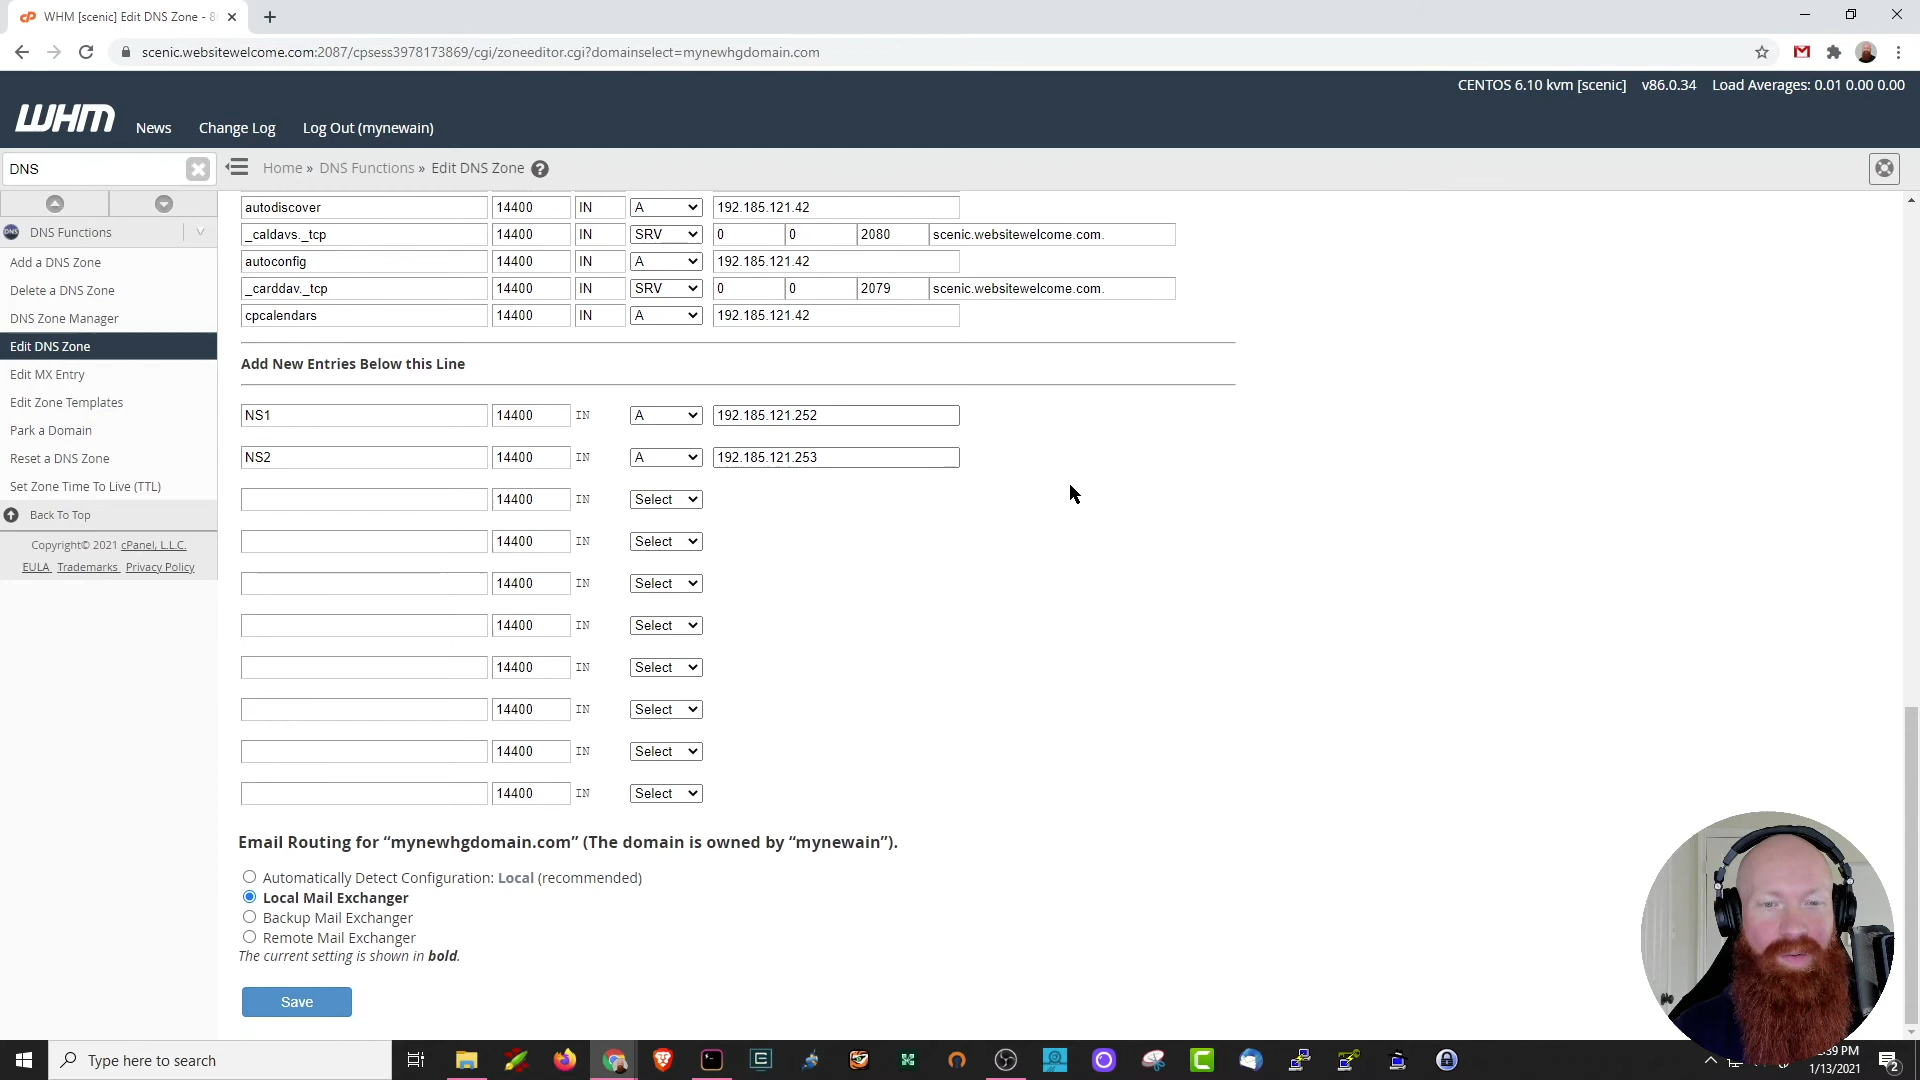 WHM [scenic] Edit DNS Zone - 8
scenic.websitewelcome.com:2087/cpsess3978173869/cgi/zoneeditor.cgi?domainselect=mynewhgdomain.com
CENTOS 6.10 kvm [scenic] v86.0.34 Load Averages: 0.01 0.00 0.00
WHM News Change Log Log Out (mynewain)
DNS
Home » DNS Functions » Edit DNS Zone
DNS Functions
Add a DNS Zone
Delete a DNS Zone
DNS Zone Manager
Edit DNS Zone
Edit MX Entry
Edit Zone Templates
Park a Domain
Reset a DNS Zone
Set Zone Time To Live (TTL)
Back To Top
Copyright© 2021 cPanel, L.L.C.
EULA Trademarks Privacy Policy
autodiscover 14400 IN A 192.185.121.42
_caldavs._tcp 14400 IN SRV 0 0 2080 scenic.websitewelcome.com.
autoconfig 14400 IN A 192.185.121.42
_carddav._tcp 14400 IN SRV 0 0 2079 scenic.websitewelcome.com.
cpcalendars 14400 IN A 192.185.121.42
Add New Entries Below this Line
NS1 14400 IN A 192.185.121.252
NS2 14400 IN A 192.185.121.253
14400 IN Select
14400 IN Select
14400 IN Select
14400 IN Select
14400 IN Select
14400 IN Select
14400 IN Select
14400 IN Select
Email Routing for “mynewhgdomain.com” (The domain is owned by “mynewain”).
Automatically Detect Configuration: Local (recommended)
Local Mail Exchanger
Backup Mail Exchanger
Remote Mail Exchanger
The current setting is shown in bold.
Save
Type here to search
:39 PM
1/13/2021
2